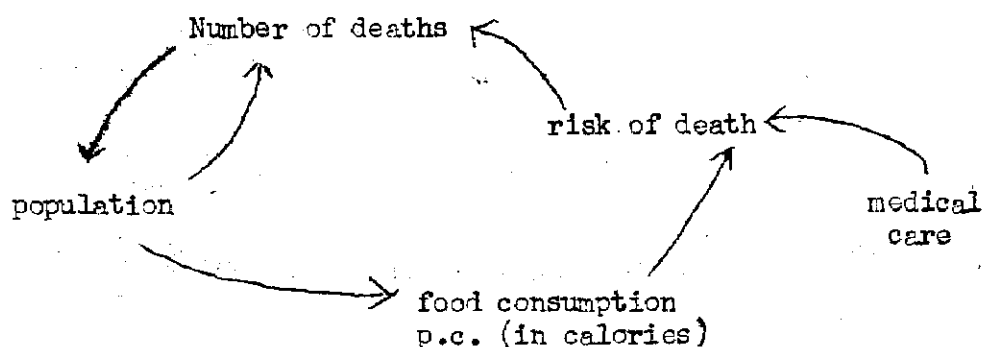 Number of deaths
risk of death
population
medical
care
food consumption
p.c. (in calories)